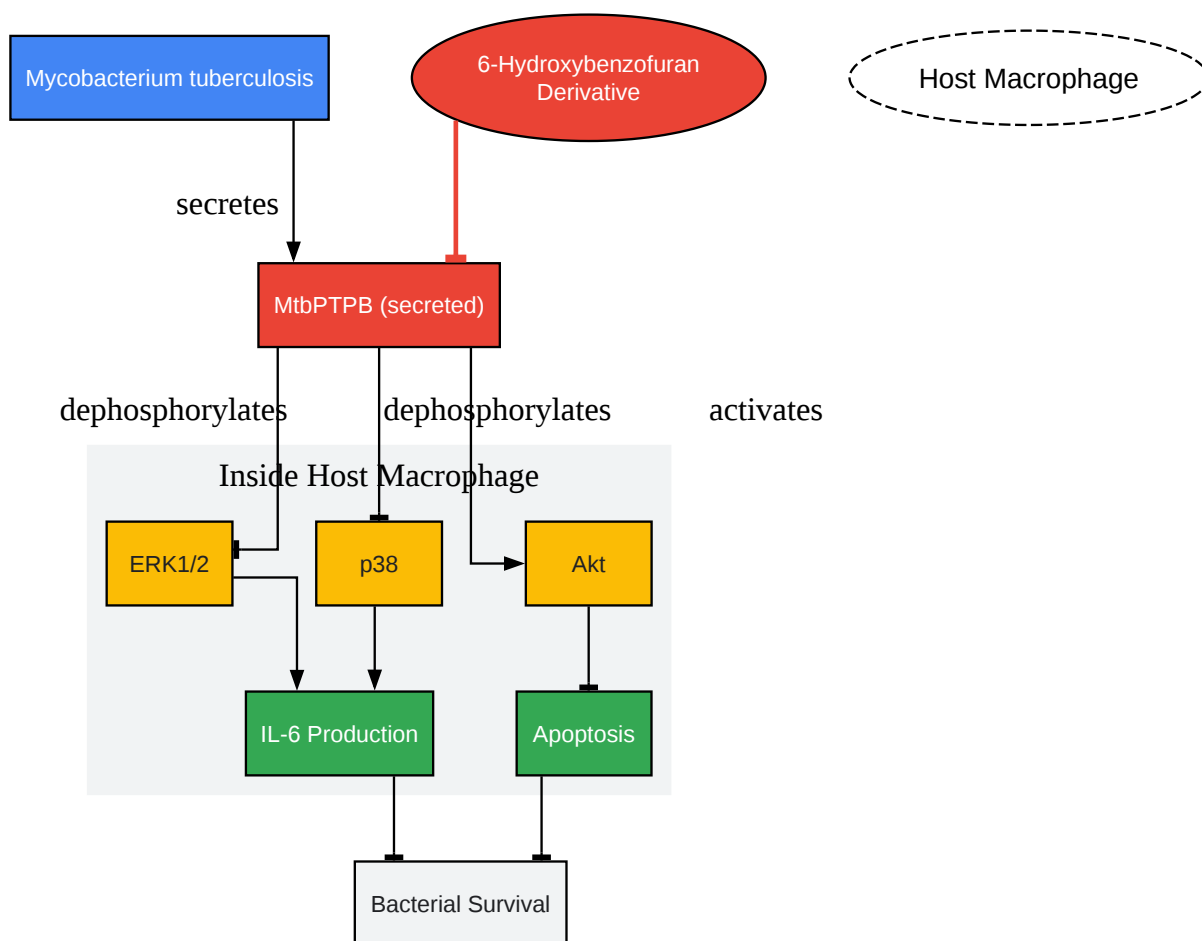 Mycobacterium tuberculosis
6-Hydroxybenzofuran
Derivative
Host Macrophage
secretes
MtbPTPB (secreted)
dephosphorylates
dephosphorylates
activates
Inside Host Macrophage
ERK1/2
p38
Akt
IL-6 Production
Apoptosis
Bacterial Survival